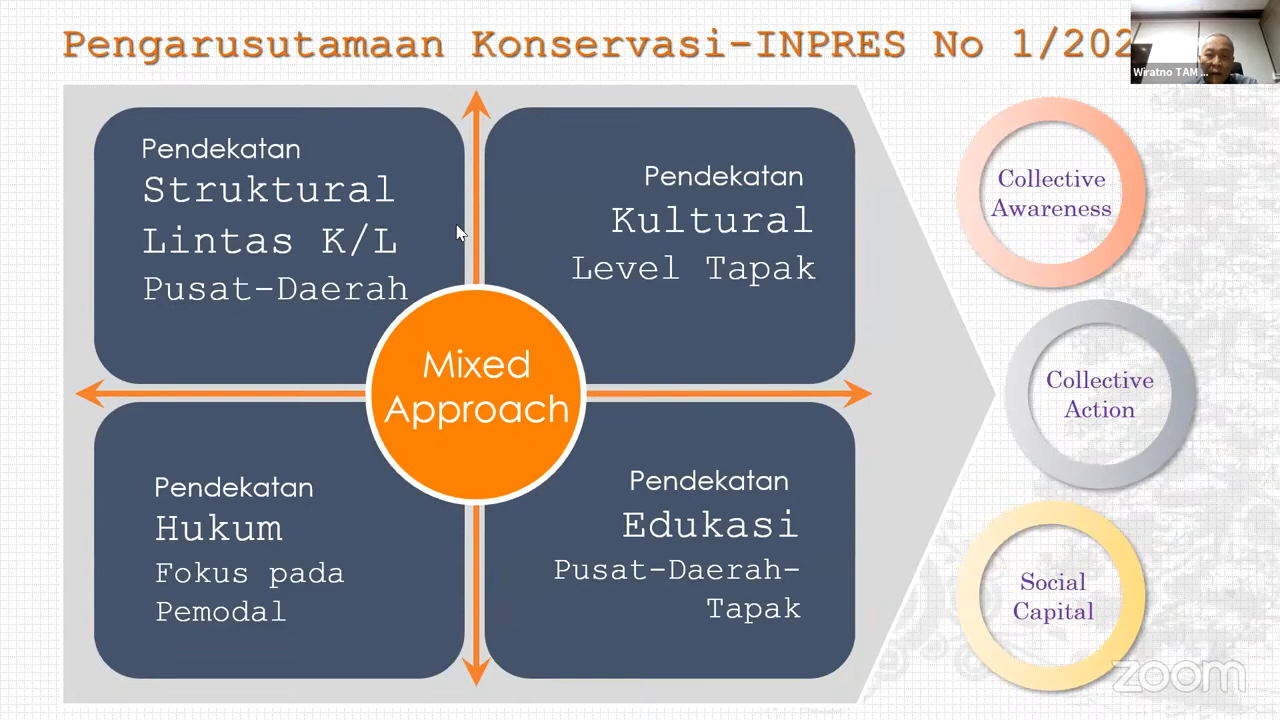 Pengarusutamaan Konservasi-INPRES No 1/202
Wiratno TAM ...
Pendekatan
Struktural
Lintas K/L
Pusat-Daerah
Pendekatan
Kultural
Level Tapak
Mixed
Approach
Pendekatan
Hukum
Fokus pada
Pemodal
Pendekatan
Edukasi
Pusat-Daerah-
Tapak
Collective
Awareness
Collective
Action
Social
Capital
zoom